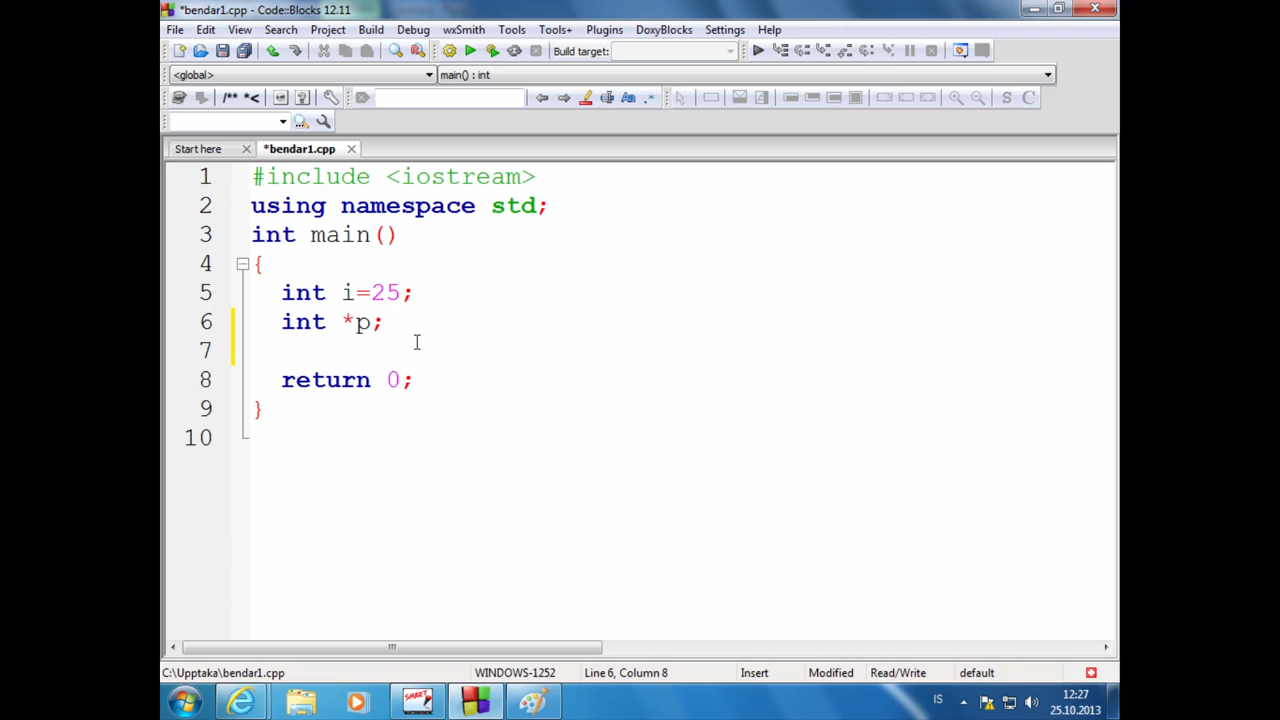 *bendar1.cpp - Code::Blocks 12.11
File Edit View Search Project Build Debug wxSmith Tools Tools+ Plugins DoxyBlocks Settings Help
Build target:
<global> main() : int
/** *<
Aa .*
S C
Start here *bendar1.cpp
1 #include <iostream>
2 using namespace std;
3 int main()
4 {
5 int i=25;
6 int *p;
7
8 return 0;
9 }
10
C:\Upptaka\bendar1.cpp WINDOWS-1252 Line 6, Column 8 Insert Modified Read/Write default
SMART IS 12:27
25.10.2013